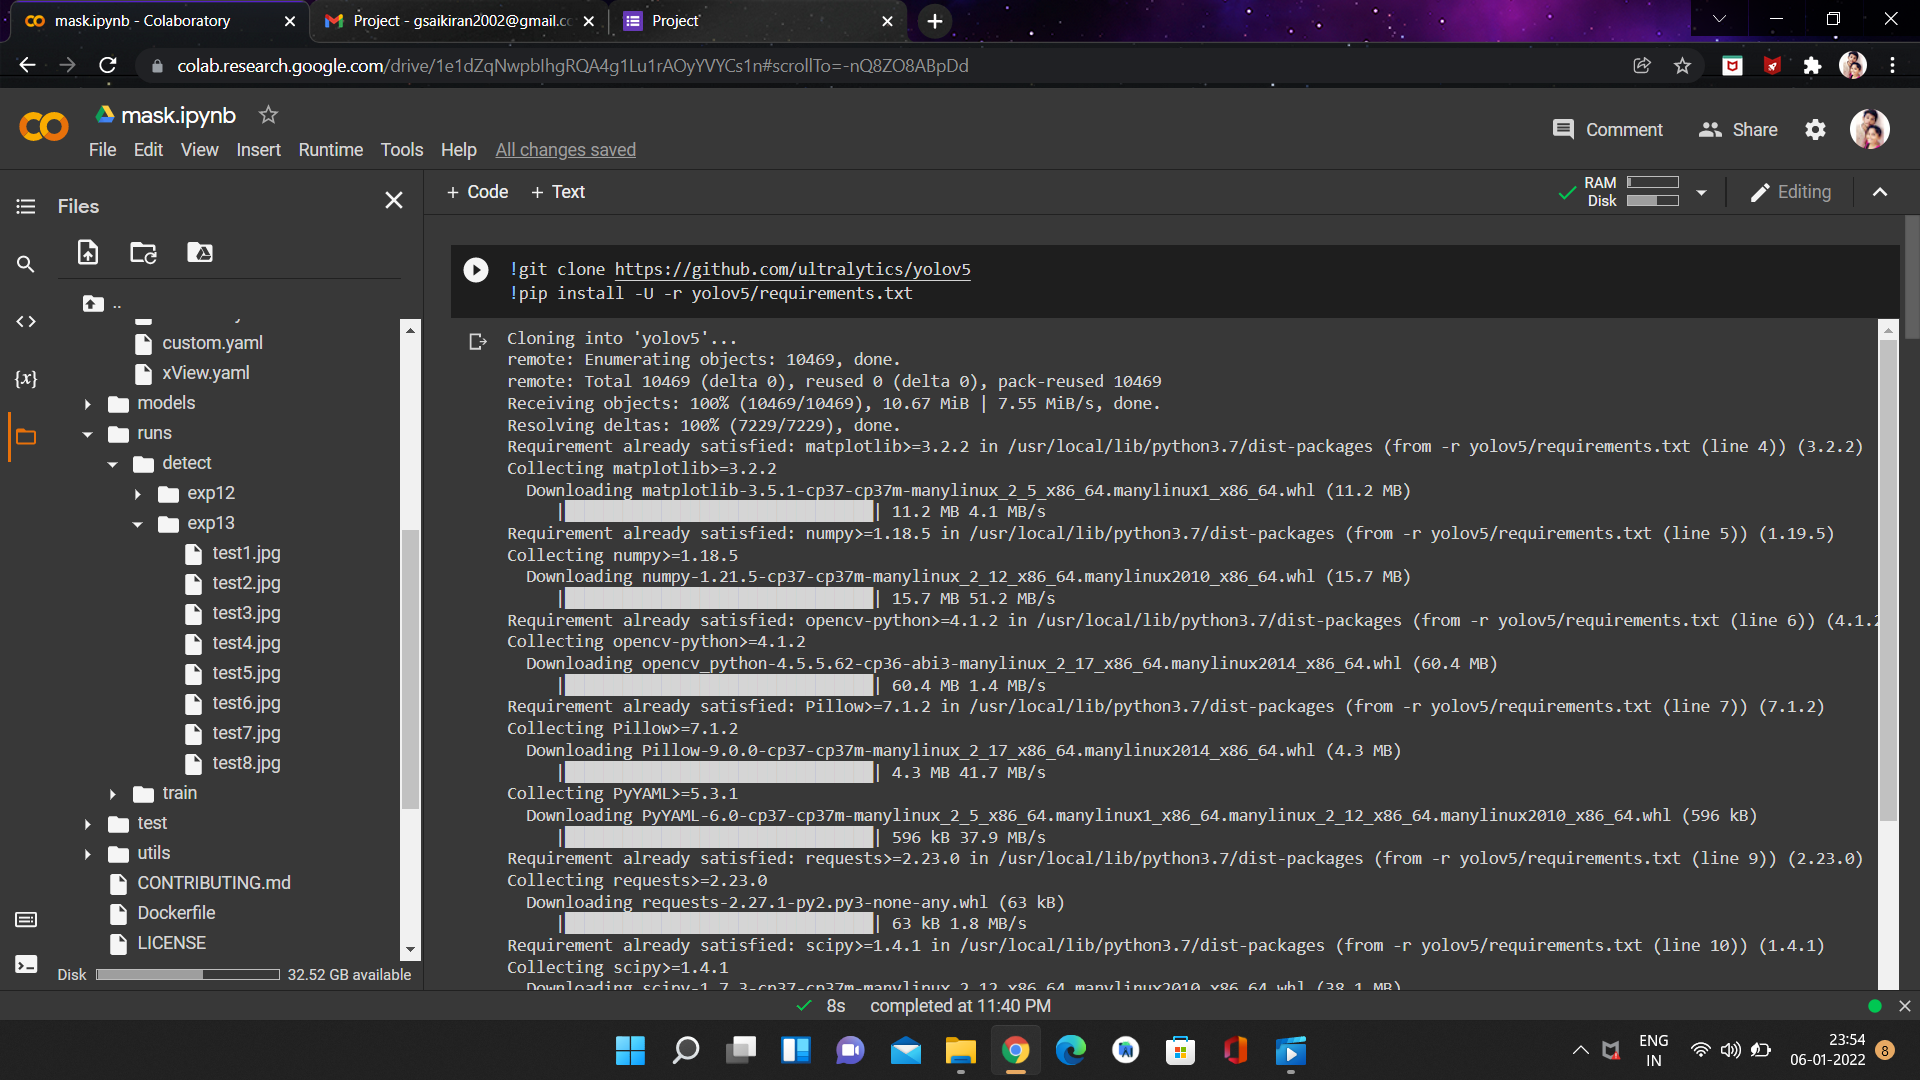 mask.ipynb - Colaboratory
Project - gsaikiran2002@gmail.co
Project
colab.research.google.com/drive/1e1dZqNwpbIhgRQA4g1Lu1rAOyYVYCs1n#scrollTo=-nQ8ZO8ABpDd
mask.ipynb
Comment
Share
File Edit View Insert Runtime Tools Help All changes saved
Files
+ Code + Text
RAM
Disk
Editing
..
custom.yaml
xView.yaml
models
runs
detect
exp12
exp13
test1.jpg
test2.jpg
test3.jpg
test4.jpg
test5.jpg
test6.jpg
test7.jpg
test8.jpg
train
test
utils
CONTRIBUTING.md
Dockerfile
LICENSE
Disk 32.52 GB available
!git clone https://github.com/ultralytics/yolov5
!pip install -U -r yolov5/requirements.txt
Cloning into 'yolov5'...
remote: Enumerating objects: 10469, done.
remote: Total 10469 (delta 0), reused 0 (delta 0), pack-reused 10469
Receiving objects: 100% (10469/10469), 10.67 MiB | 7.55 MiB/s, done.
Resolving deltas: 100% (7229/7229), done.
Requirement already satisfied: matplotlib>=3.2.2 in /usr/local/lib/python3.7/dist-packages (from -r yolov5/requirements.txt (line 4)) (3.2.2)
Collecting matplotlib>=3.2.2
Downloading matplotlib-3.5.1-cp37-cp37m-manylinux_2_5_x86_64.manylinux1_x86_64.whl (11.2 MB)
| | 11.2 MB 4.1 MB/s
Requirement already satisfied: numpy>=1.18.5 in /usr/local/lib/python3.7/dist-packages (from -r yolov5/requirements.txt (line 5)) (1.19.5)
Collecting numpy>=1.18.5
Downloading numpy-1.21.5-cp37-cp37m-manylinux_2_12_x86_64.manylinux2010_x86_64.whl (15.7 MB)
| | 15.7 MB 51.2 MB/s
Requirement already satisfied: opencv-python>=4.1.2 in /usr/local/lib/python3.7/dist-packages (from -r yolov5/requirements.txt (line 6)) (4.1.2
Collecting opencv-python>=4.1.2
Downloading opencv_python-4.5.5.62-cp36-abi3-manylinux_2_17_x86_64.manylinux2014_x86_64.whl (60.4 MB)
| | 60.4 MB 1.4 MB/s
Requirement already satisfied: Pillow>=7.1.2 in /usr/local/lib/python3.7/dist-packages (from -r yolov5/requirements.txt (line 7)) (7.1.2)
Collecting Pillow>=7.1.2
Downloading Pillow-9.0.0-cp37-cp37m-manylinux_2_17_x86_64.manylinux2014_x86_64.whl (4.3 MB)
| | 4.3 MB 41.7 MB/s
Collecting PyYAML>=5.3.1
Downloading PyYAML-6.0-cp37-cp37m-manylinux_2_5_x86_64.manylinux1_x86_64.manylinux_2_12_x86_64.manylinux2010_x86_64.whl (596 kB)
| | 596 kB 37.9 MB/s
Requirement already satisfied: requests>=2.23.0 in /usr/local/lib/python3.7/dist-packages (from -r yolov5/requirements.txt (line 9)) (2.23.0)
Collecting requests>=2.23.0
Downloading requests-2.27.1-py2.py3-none-any.whl (63 kB)
| | 63 kB 1.8 MB/s
Requirement already satisfied: scipy>=1.4.1 in /usr/local/lib/python3.7/dist-packages (from -r yolov5/requirements.txt (line 10)) (1.4.1)
Collecting scipy>=1.4.1
Downloading scipy-1.7.3-cp37-cp37m-manylinux_2_12_x86_64.manylinux2010_x86_64.whl (38.1 MB)
8s completed at 11:40 PM
ENG
IN
23:54
06-01-2022
8